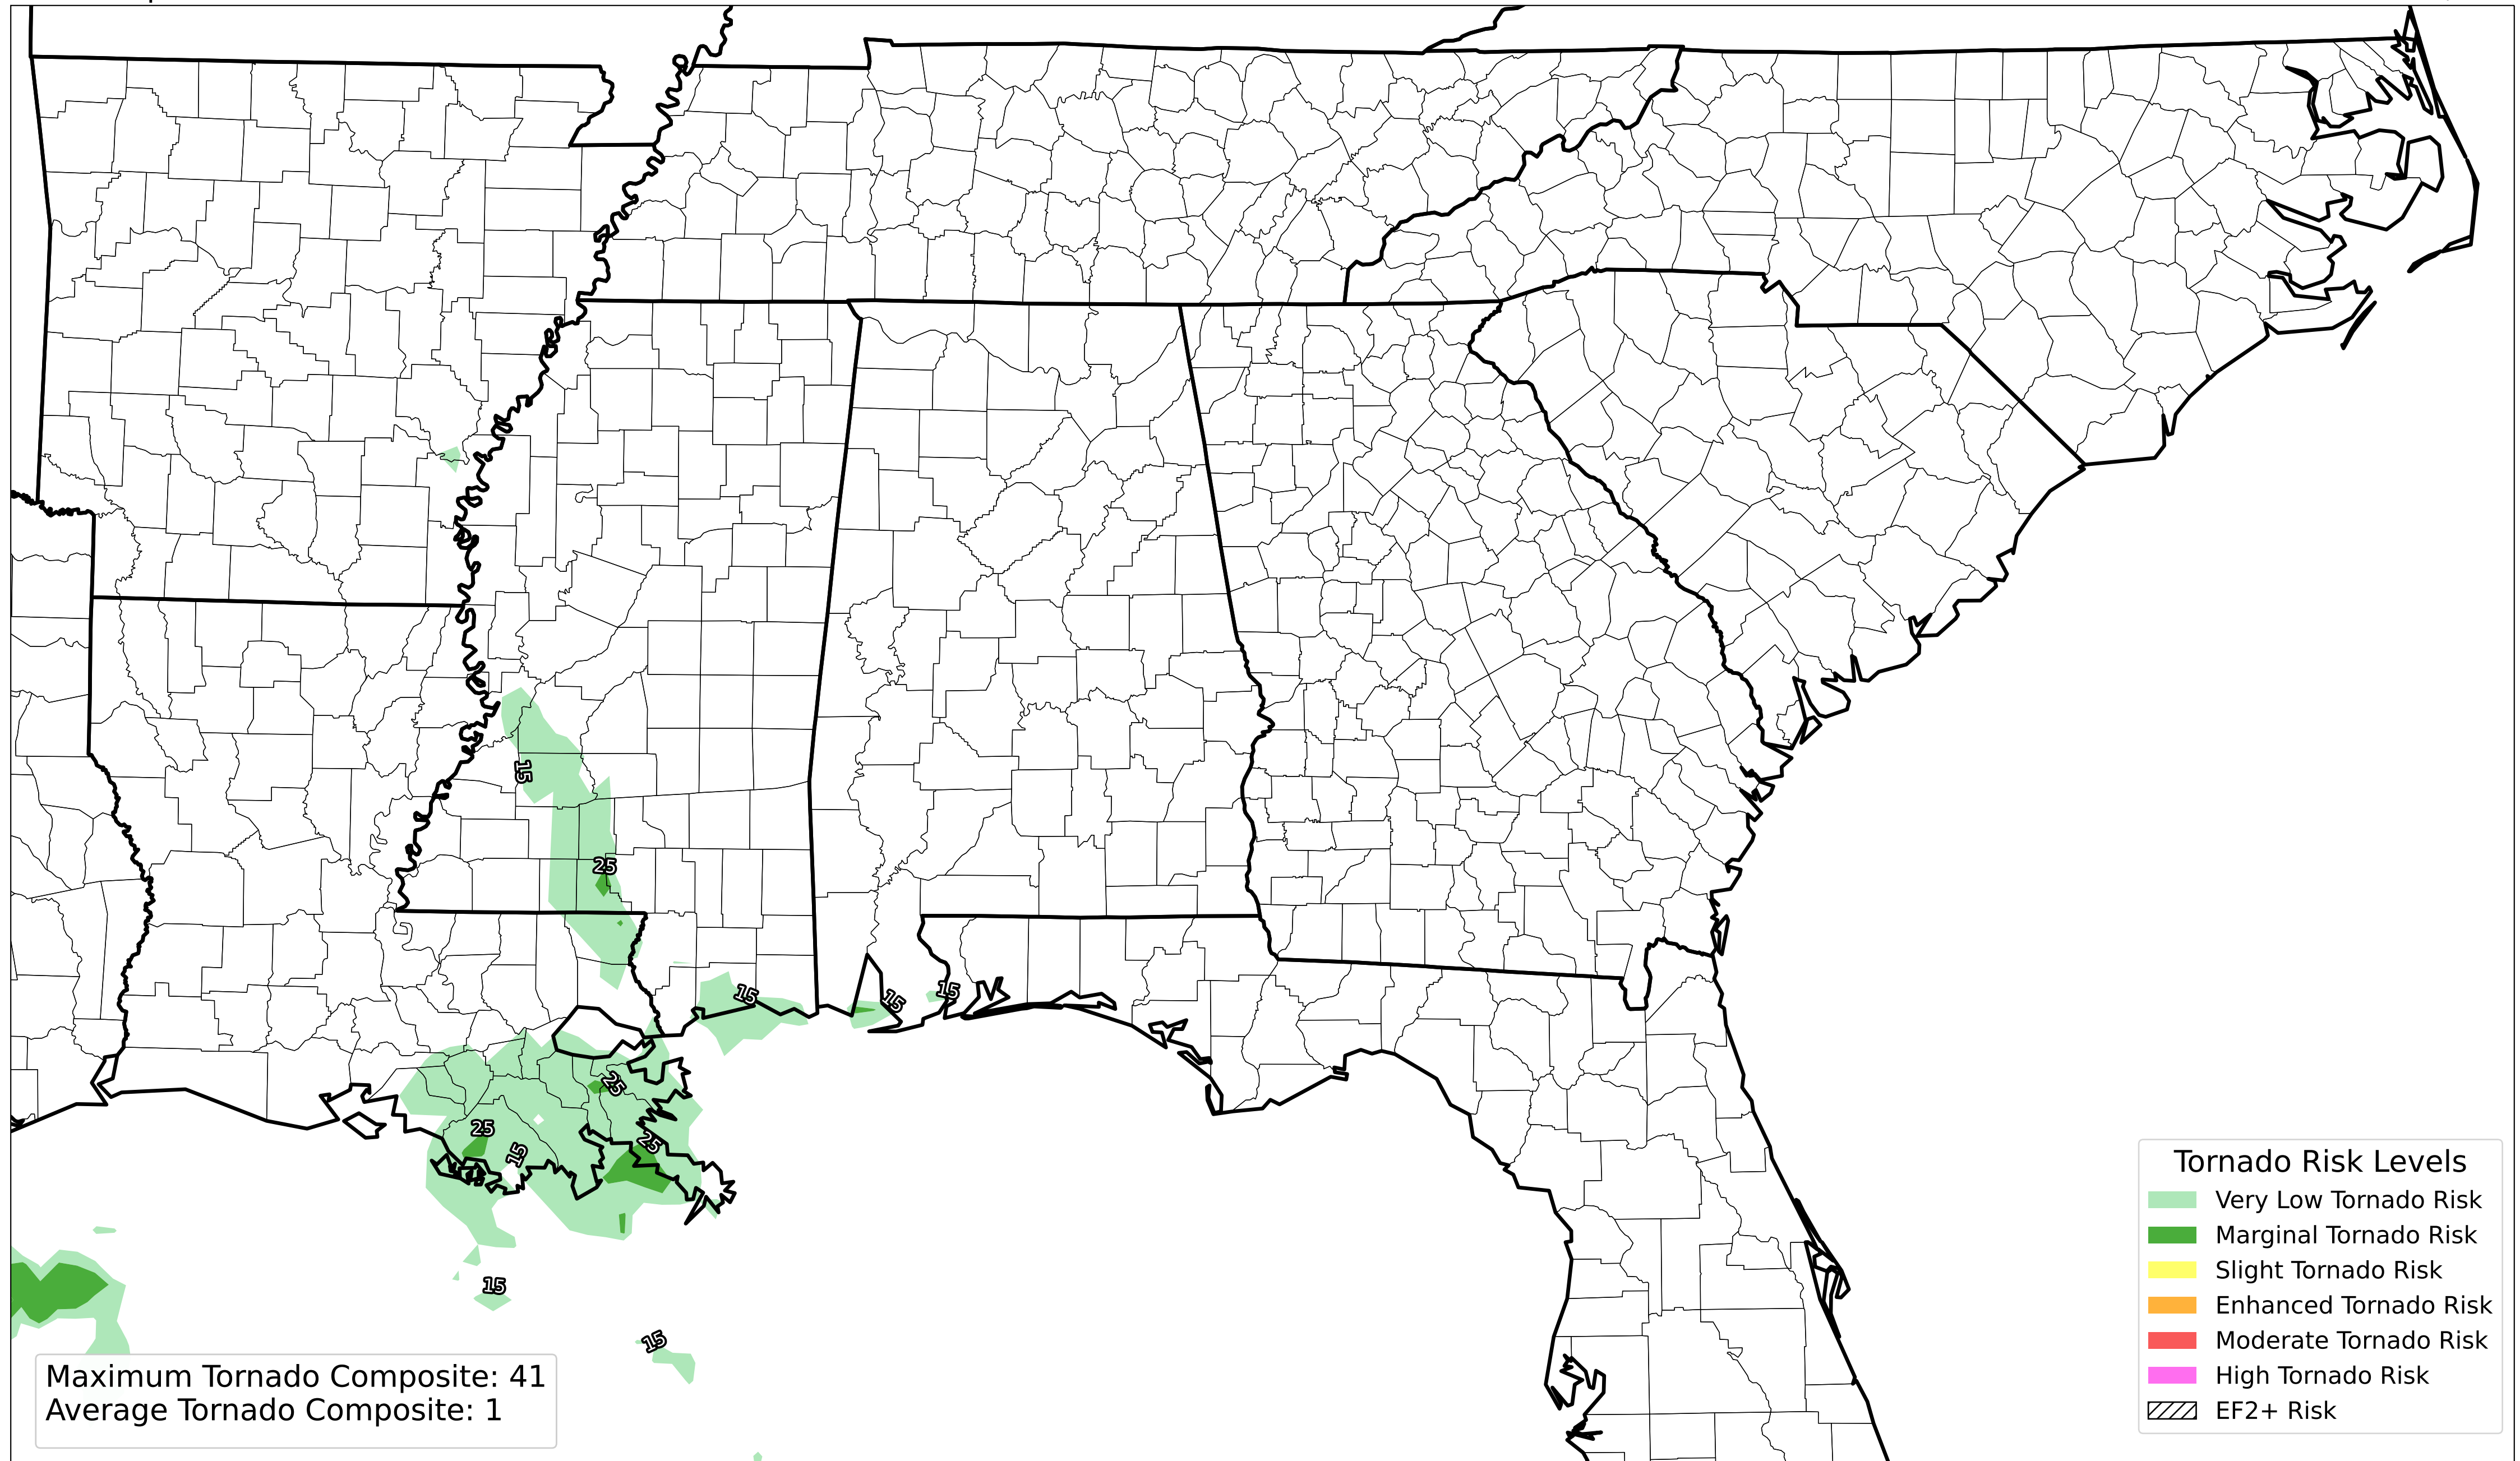 15
25
15
15
15
25
25
25
15
15
15
Tornado Risk Levels
Very Low Tornado Risk
Marginal Tornado Risk
Slight Tornado Risk
Enhanced Tornado Risk
Moderate Tornado Risk
High Tornado Risk
EF2+ Risk
Maximum Tornado Composite: 41
Average Tornado Composite: 1